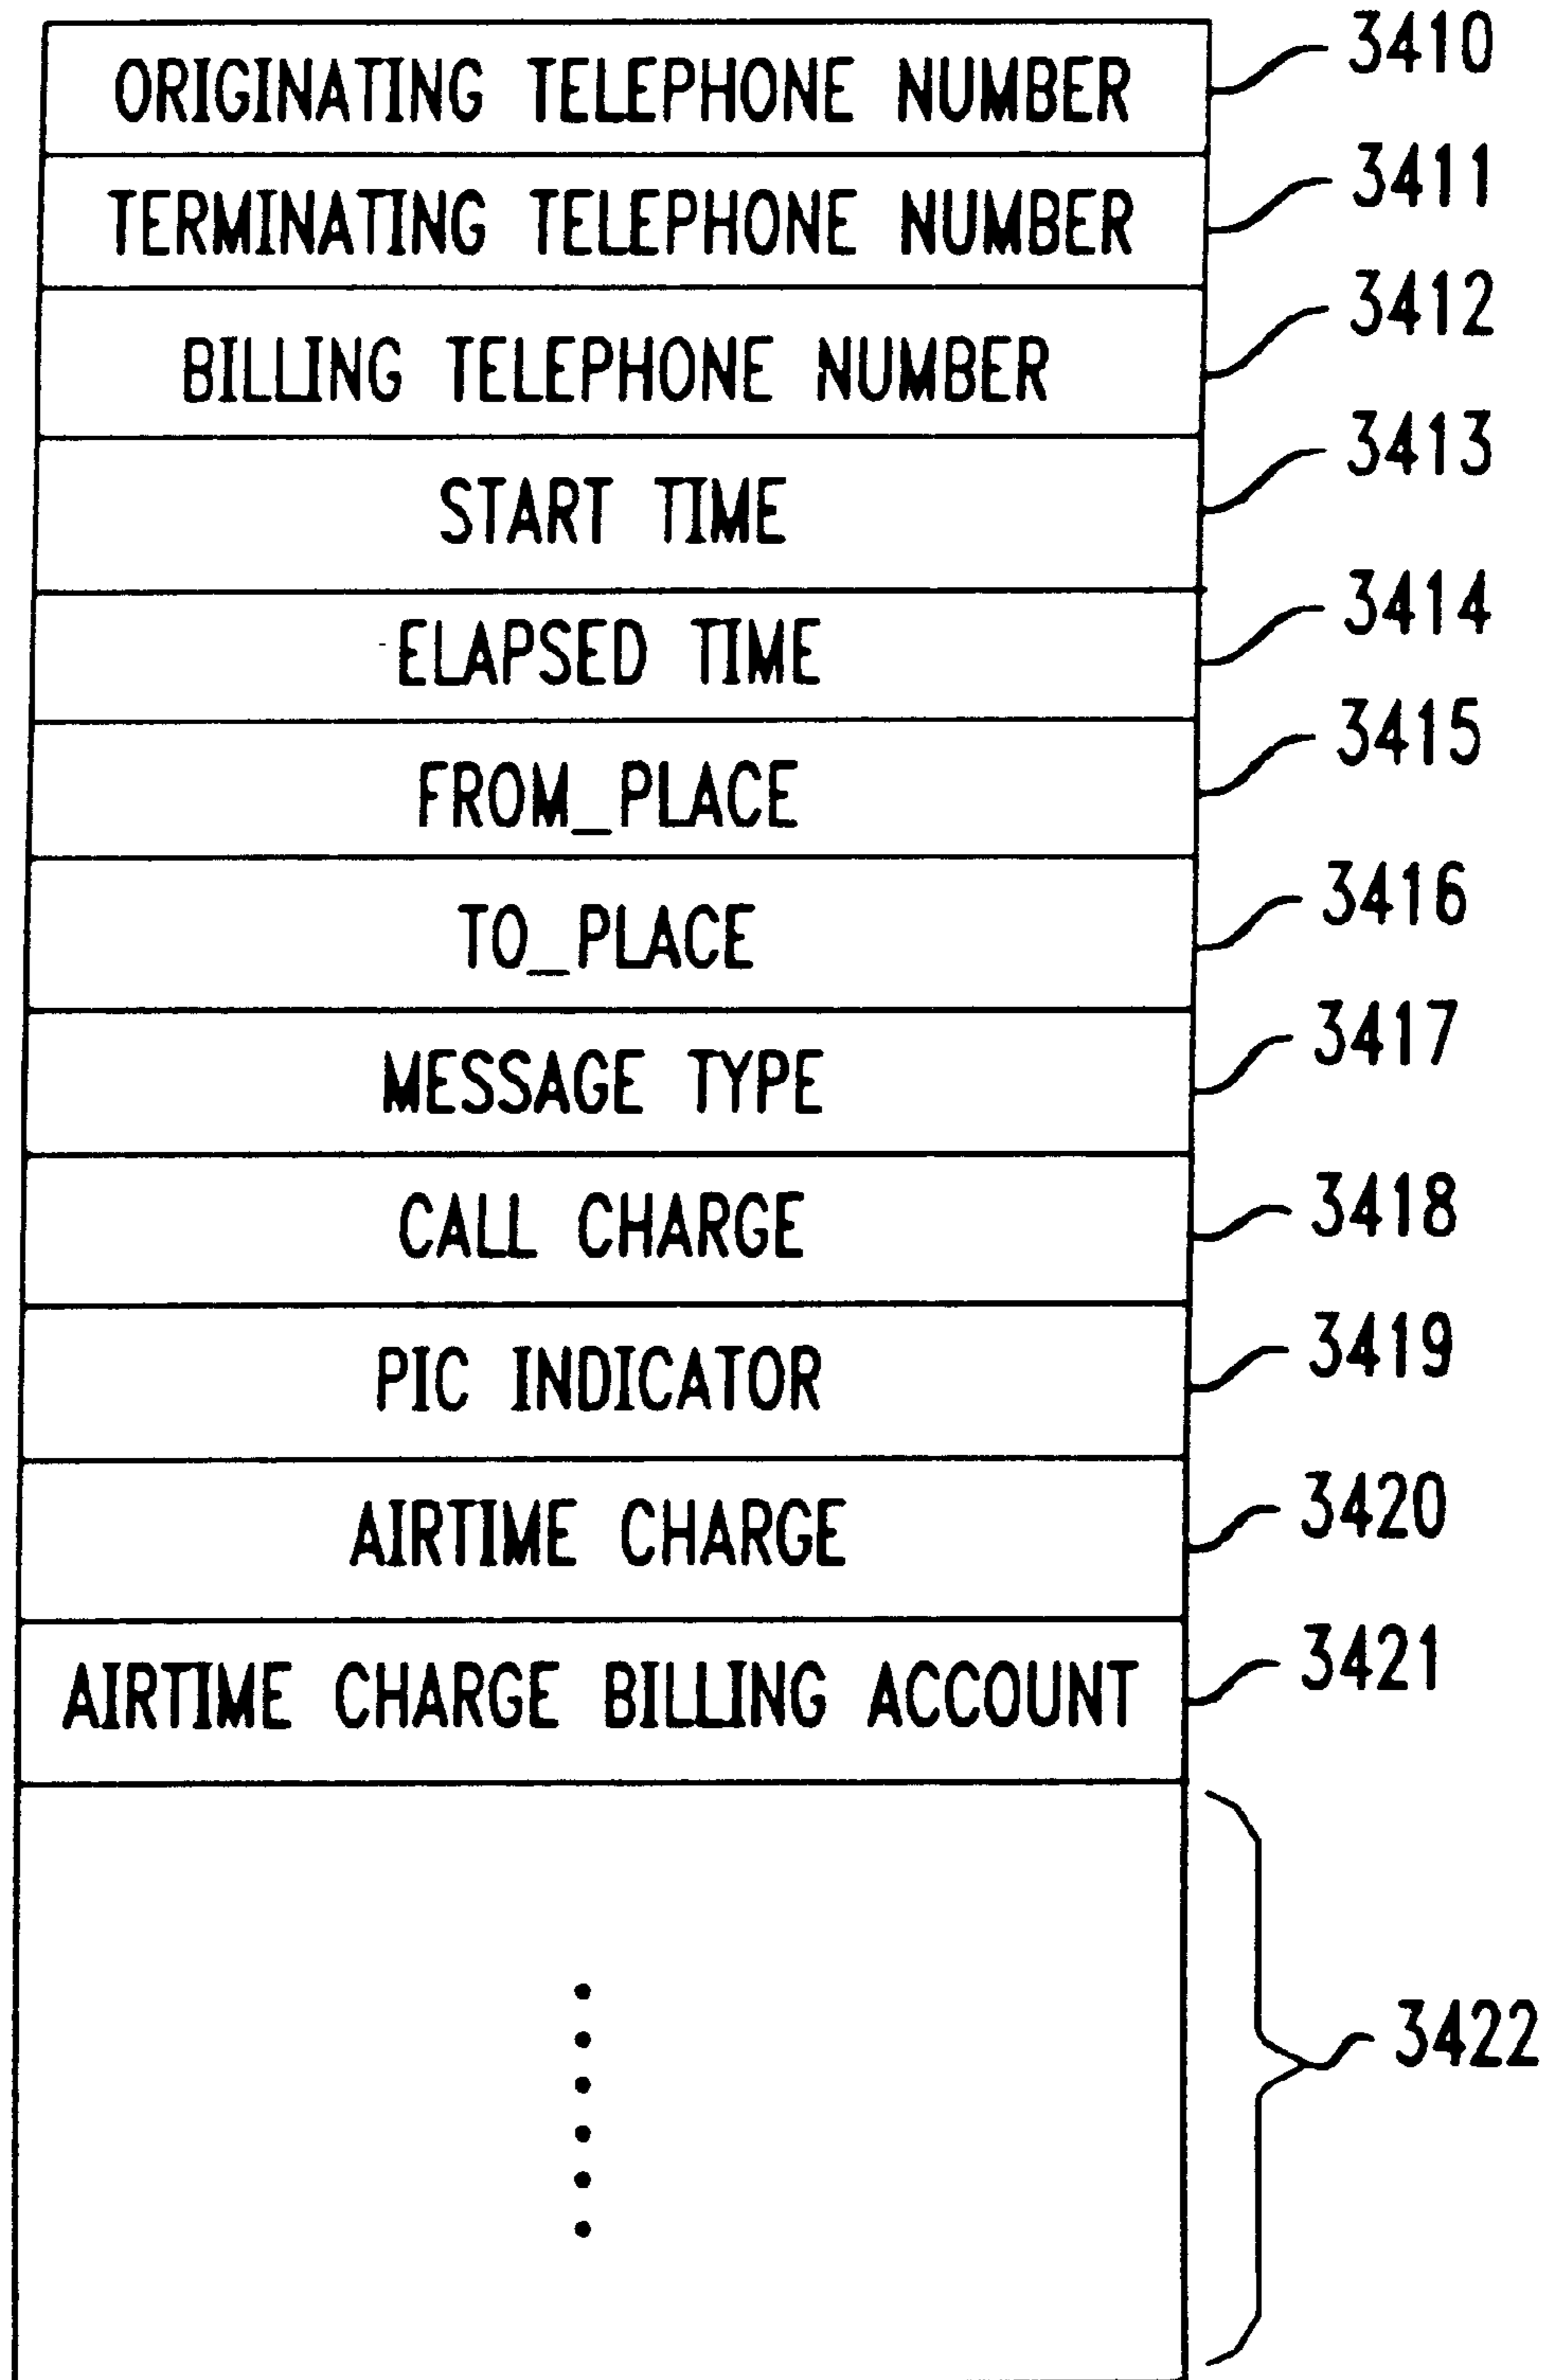 ORIGINATING TELEPHONE NUMBER 3410
TERMINATING TELEPHONE NUMBER 3411
BILLING TELEPHONE NUMBER 3412
START TIME 3413
ELAPSED TIME 3414
FROM_PLACE 3415
TO_PLACE 3416
MESSAGE TYPE 3417
CALL CHARGE 3418
PIC INDICATOR 3419
AIRTIME CHARGE 3420
AIRTIME CHARGE BILLING ACCOUNT 3421
3422